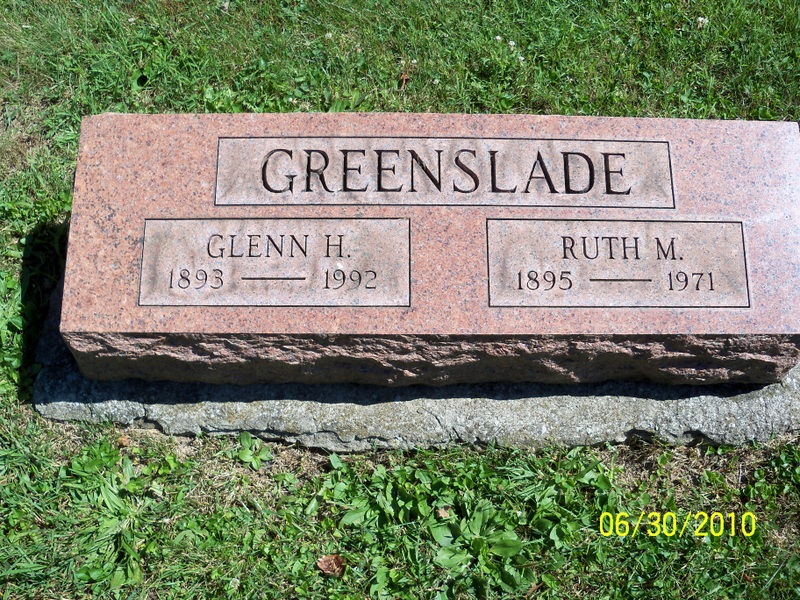 GREENSLADE
GLENN H.
1893 — 1992
RUTH M.
1895 — 1971
06/30/2010